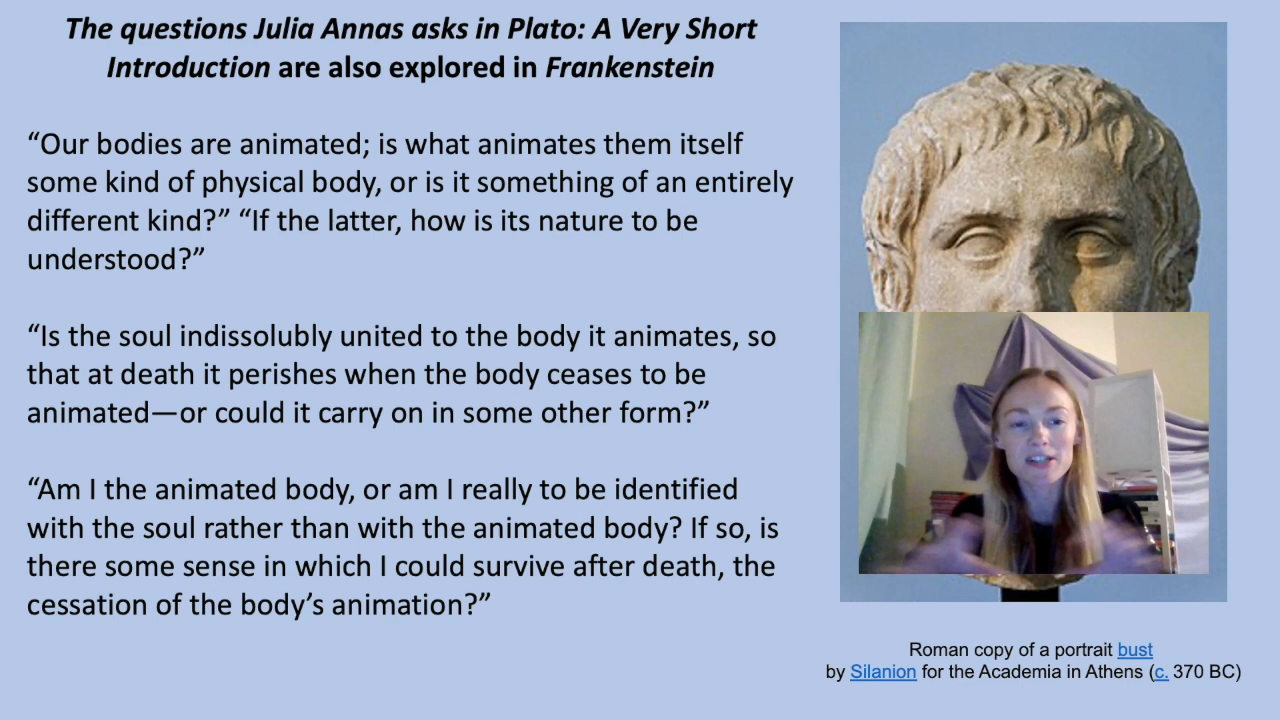 The questions Julia Annas asks in Plato: A Very Short
Introduction are also explored in Frankenstein
“Our bodies are animated; is what animates them itself
some kind of physical body, or is it something of an entirely
different kind?” “If the latter, how is its nature to be
understood?”
“Is the soul indissolubly united to the body it animates, so
that at death it perishes when the body ceases to be
animated—or could it carry on in some other form?”
“Am I the animated body, or am I really to be identified
with the soul rather than with the animated body? If so, is
there some sense in which I could survive after death, the
cessation of the body’s animation?”
Roman copy of a portrait bust
by Silanion for the Academia in Athens (c. 370 BC)